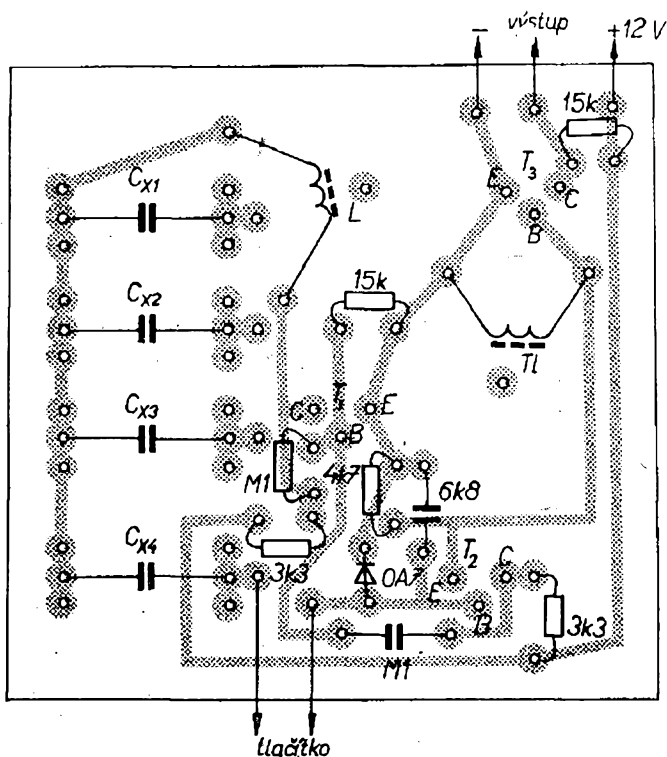 – výstup +12 V
15k
T3
E C
B
CX1
L
CX2
15k
Tl
CX3
C E
B
M1 4k7
6k8
CX4
3k3
0A7
T2
E C
B
3k3
M1
tlačítko